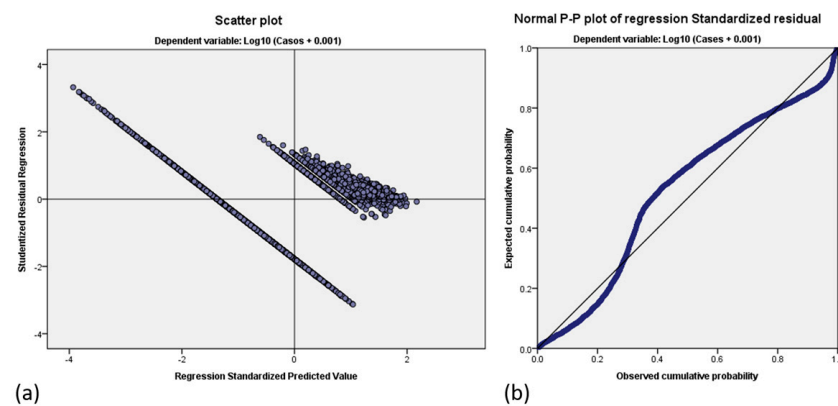 Scatter plot
Dependent variable: Log10 (Casos + 0.001)
Studentized Residual Regression
4
2
0
-2
-4
-4
-2
0
2
Regression Standardized Predicted Value
(a)
Normal P-P plot of regression Standardized residual
Dependent variable: Log10 (Cases + 0.001)
Expected cumulative probability
1.0
0.8
0.6
0.4
0.2
0.0
0.0
0.2
0.4
0.6
0.8
1.
Observed cumulative probability
(b)